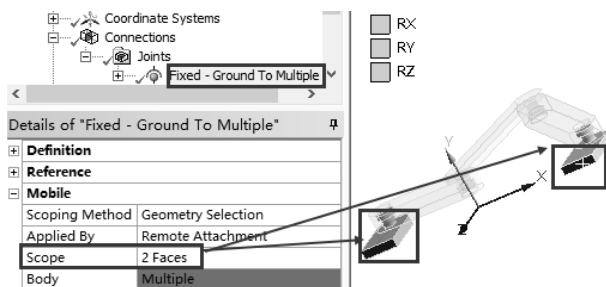 Coordinate Systems
Connections
Joints
Fixed - Ground To Multiple
Details of "Fixed - Ground To Multiple"
Definition
Reference
Mobile
Scoping Method Geometry Selection
Applied By Remote Attachment
Scope 2 Faces
Body Multiple
RX
RY
RZ
Y
X
Z